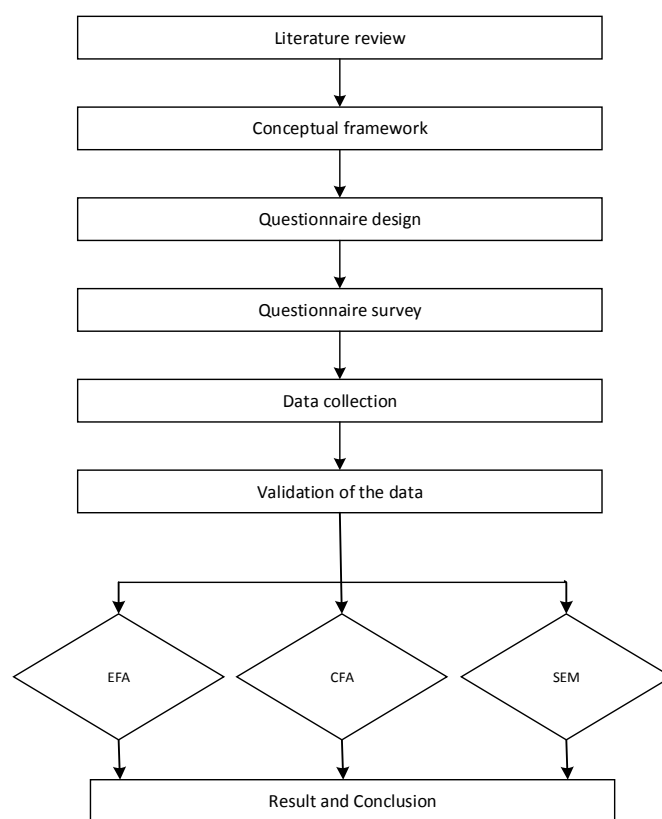 Literature review
Conceptual framework
Questionnaire design
Questionnaire survey
Data collection
Validation of the data
EFA
CFA
SEM
Result and Conclusion